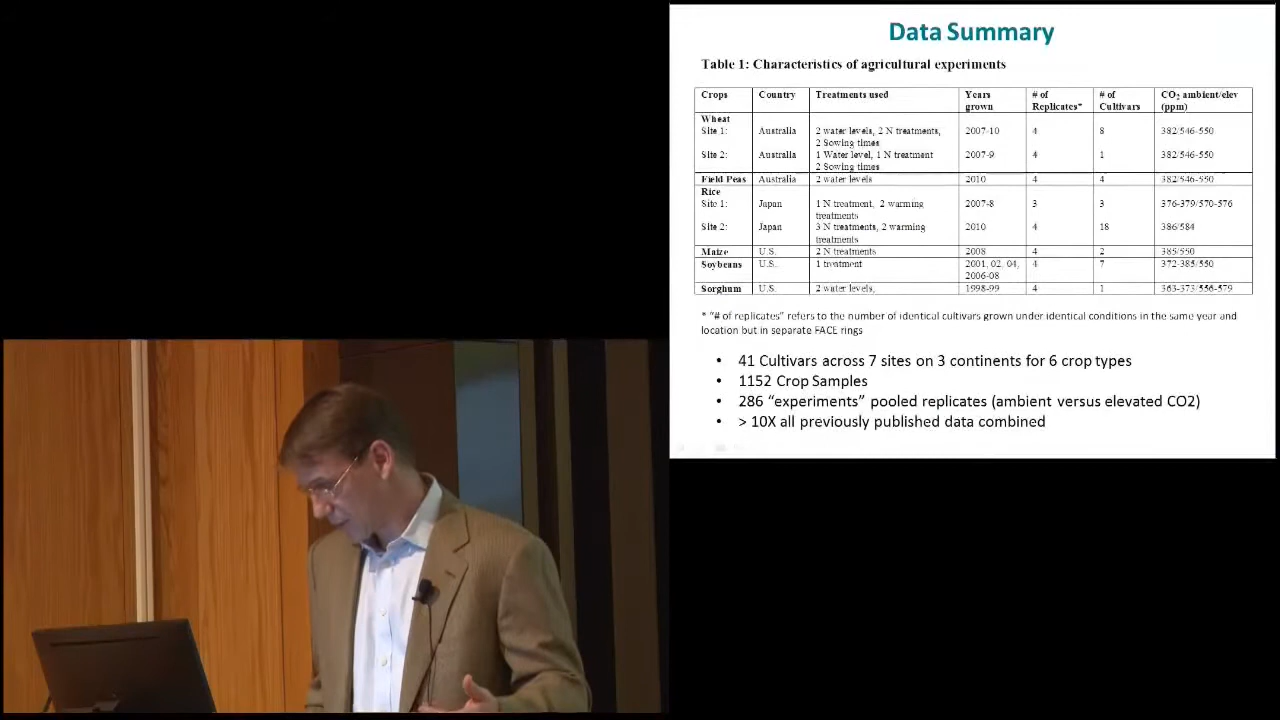 Data Summary
Table 1: Characteristics of agricultural experiments
Crops Country Treatments used Years grown # of Replicates* # of Cultivars CO2 ambient/elev (ppm)
Wheat
Site 1: Australia 2 water levels, 2 N treatments, 2 Sowing times 2007-10 4 8 382/546-550
Site 2: Australia 1 Water level, 1 N treatment 2 Sowing times 2007-9 4 1 382/546-550
Field Peas Australia 2 water levels 2010 4 4 382/546-550
Rice
Site 1: Japan 1 N treatment, 2 warming treatments 2007-8 3 3 376-379/570-576
Site 2: Japan 3 N treatments, 2 warming treatments 2010 4 18 386/584
Maize U.S. 2 N treatments 2008 4 2 385/550
Soybeans U.S. 1 treatment 2001, 02, 04, 2006-08 4 7 372-385/550
Sorghum U.S. 2 water levels, 1998-99 4 1 363-373/556-579
* "# of replicates" refers to the number of identical cultivars grown under identical conditions in the same year and
location but in separate FACE rings
• 41 Cultivars across 7 sites on 3 continents for 6 crop types
• 1152 Crop Samples
• 286 "experiments" pooled replicates (ambient versus elevated CO2)
• > 10X all previously published data combined